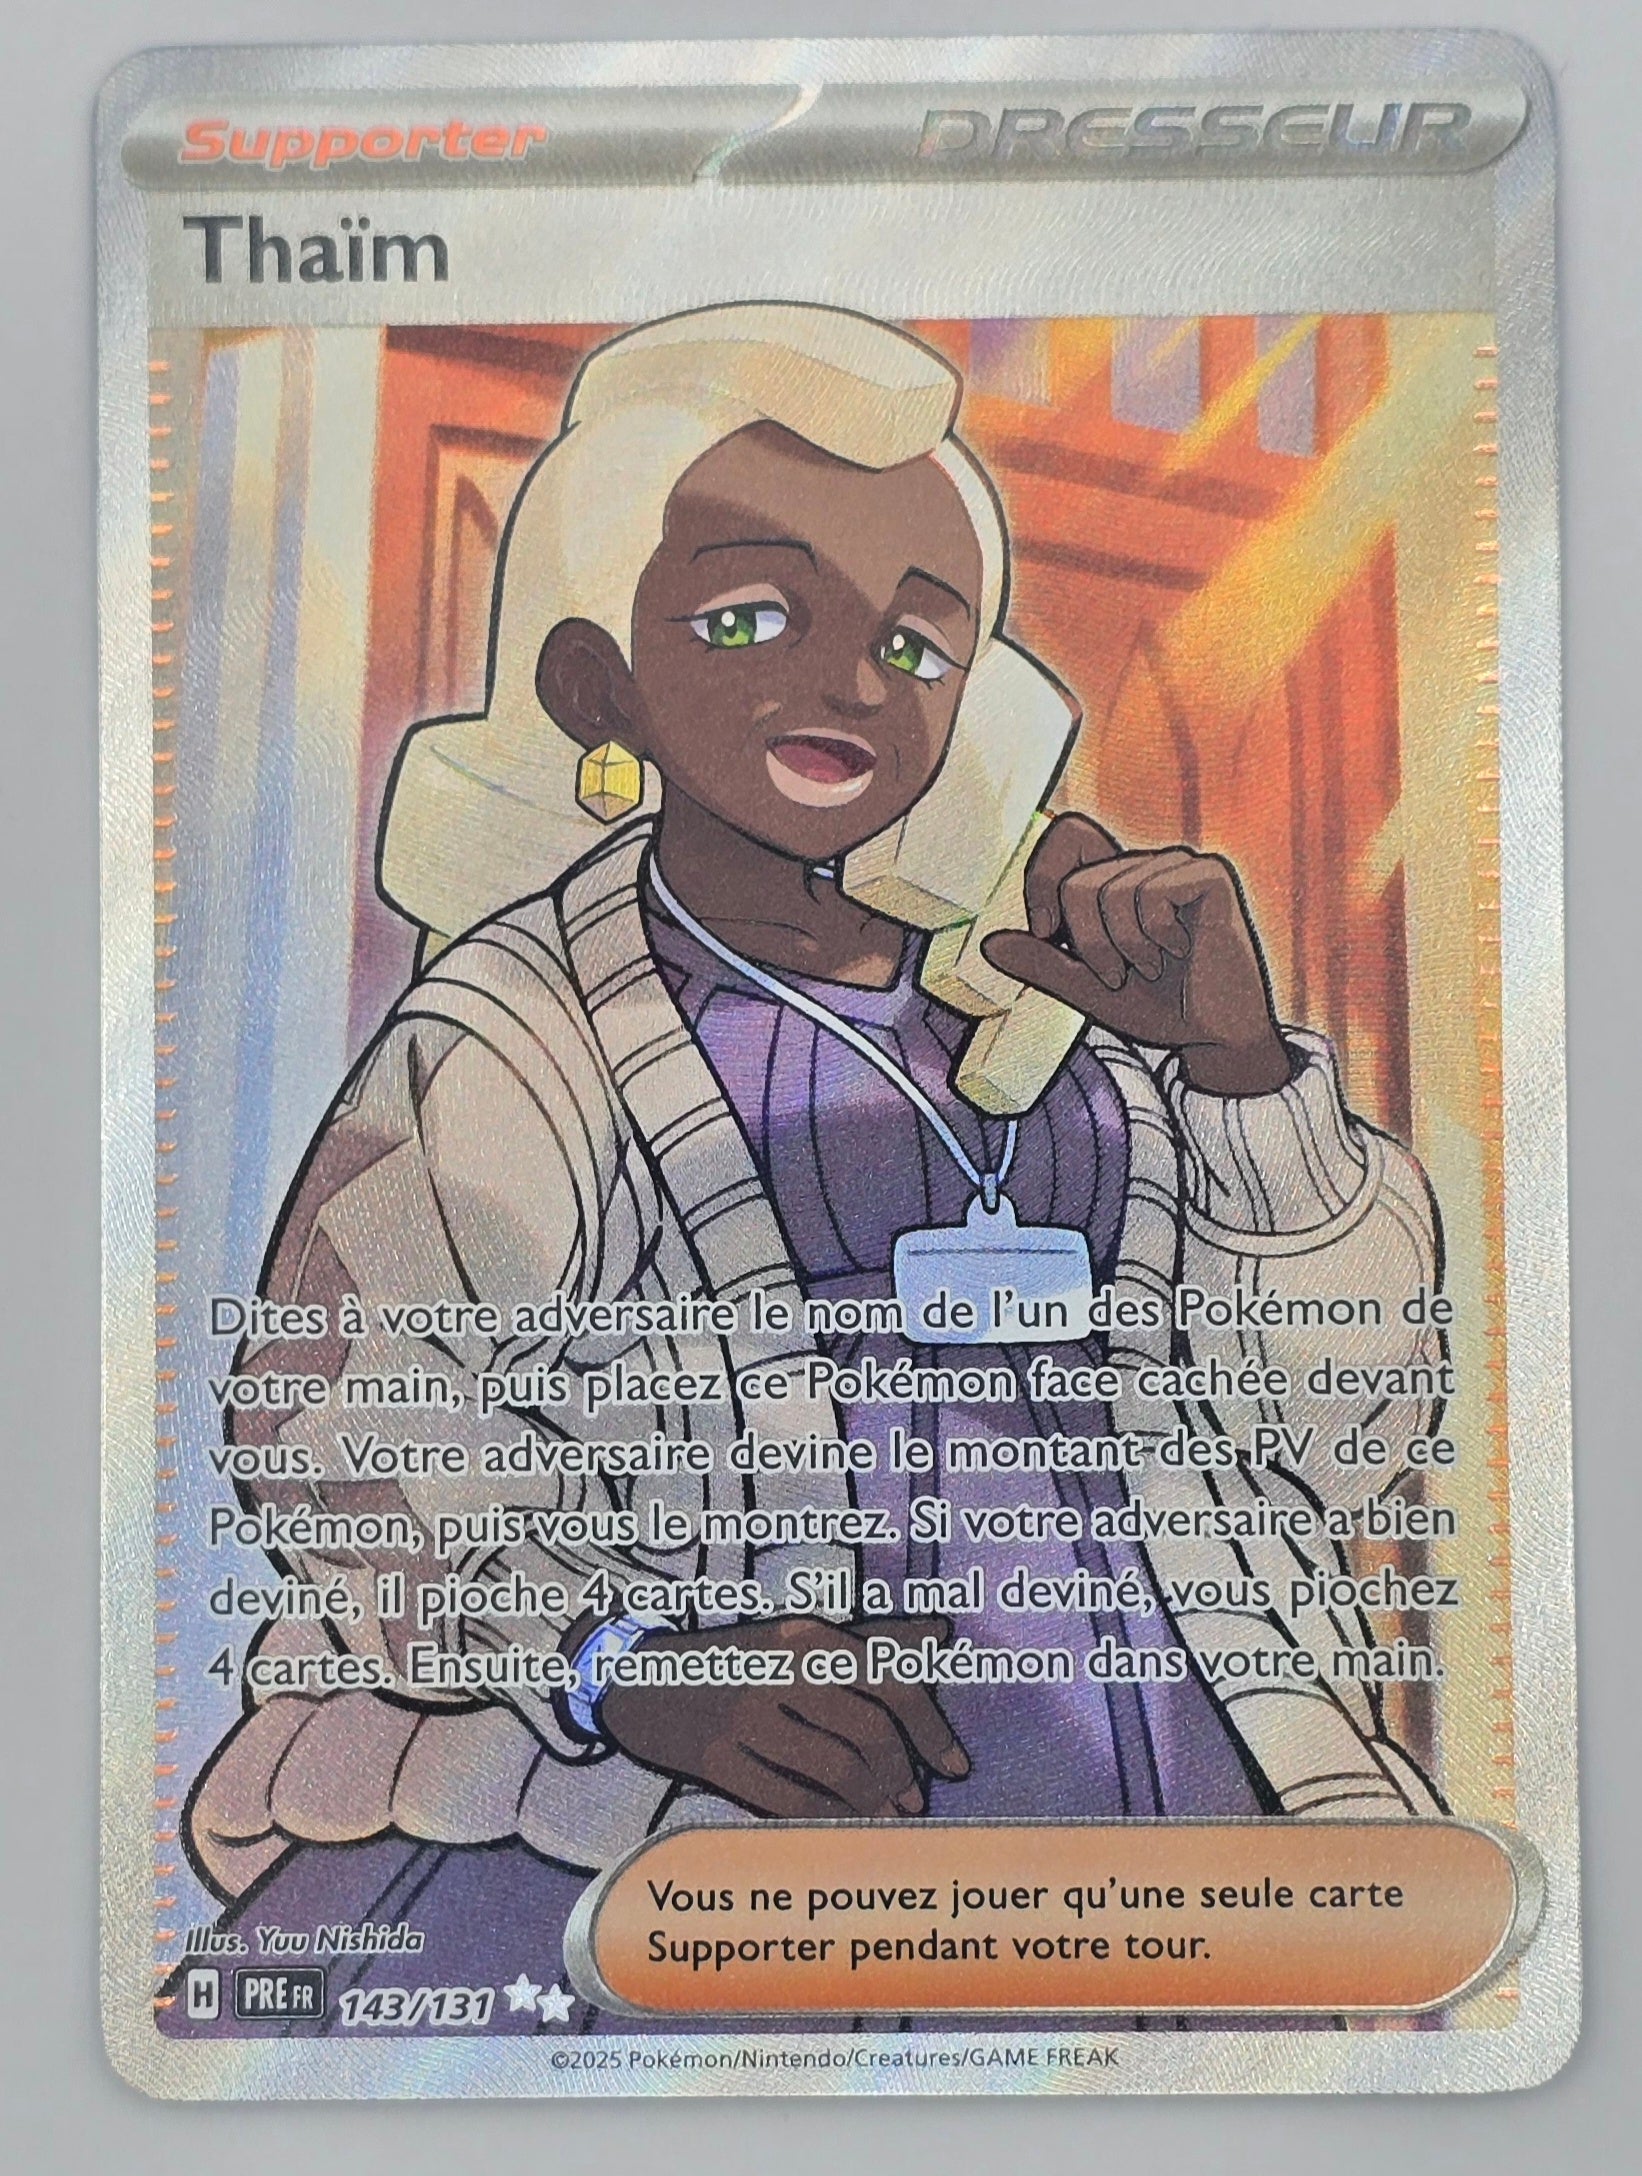 Supporter DRESSEUR
Thaïm
Dites à votre adversaire le nom de l'un des Pokémon de
votre main, puis placez ce Pokémon face cachée devant
vous. Votre adversaire devine le montant des PV de ce
Pokémon, puis vous le montrez. Si votre adversaire a bien
deviné, il pioche 4 cartes. S'il a mal deviné, vous piochez
4 cartes. Ensuite, remettez ce Pokémon dans votre main.
Vous ne pouvez jouer qu'une seule carte
Supporter pendant votre tour.
Illus. Yuu Nishida
H PRE FR 143/131
©2025 Pokémon/Nintendo/Creatures/GAME FREAK